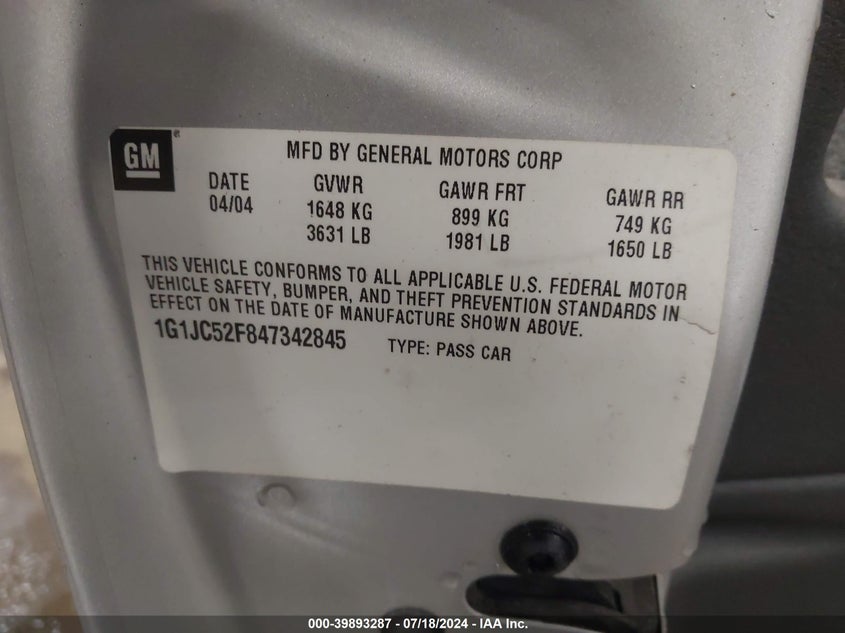 GM
MFD BY GENERAL MOTORS CORP
DATE GVWR GAWR FRT GAWR RR
04/04 1648 KG 899 KG 749 KG
3631 LB 1981 LB 1650 LB
THIS VEHICLE CONFORMS TO ALL APPLICABLE U.S. FEDERAL MOTOR
VEHICLE SAFETY, BUMPER, AND THEFT PREVENTION STANDARDS IN
EFFECT ON THE DATE OF MANUFACTURE SHOWN ABOVE.
1G1JC52F847342845 TYPE: PASS CAR
000-39893287 - 07/18/2024 - IAA Inc.